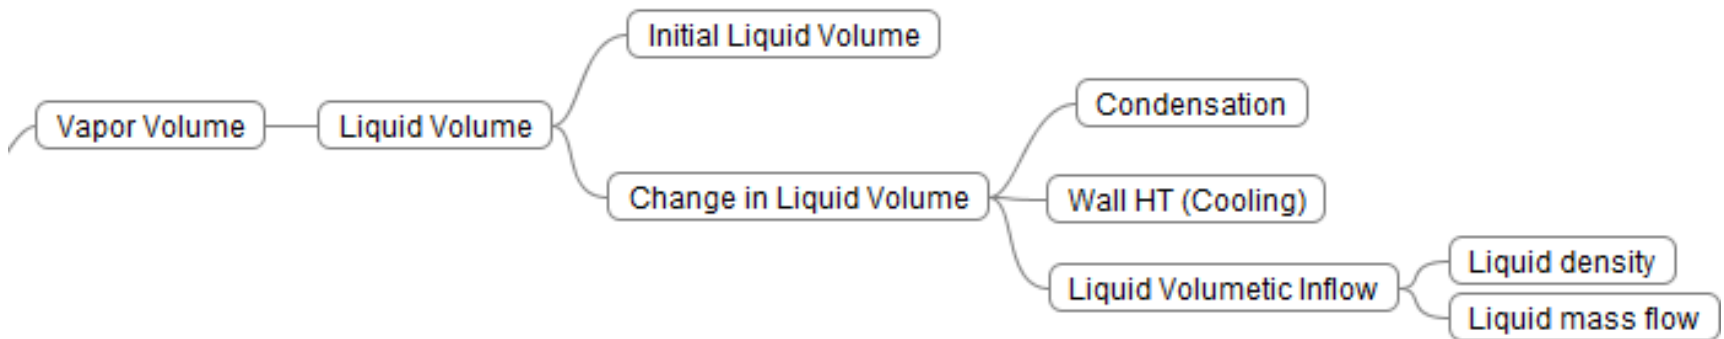 Initial Liquid Volume
Condensation
Vapor Volume
Liquid Volume
Change in Liquid Volume
Wall HT (Cooling)
Liquid Volumetic Inflow
Liquid density
Liquid mass flow